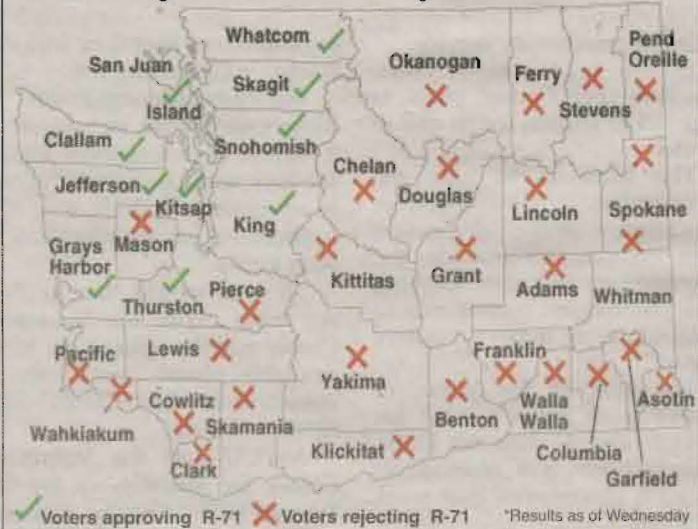 Whatcom
San Juan
Okanogan
Pend
Oreille
Skagit
Ferry
Island
Stevens
Clallam
Snohomish
Chelan
Jefferson
Kitsap
Douglas
Lincoln
Spokane
King
Grays
Harbor
Mason
Kittitas
Grant
Adams
Whitman
Thurston
Pierce
Pacific
Lewis
Yakima
Franklin
Walla
Walla
Asotin
Cowlitz
Skamania
Benton
Wahkiakum
Klickitat
Columbia
Clark
Garfield
Voters approving R-71
Voters rejecting R-71
*Results as of Wednesday